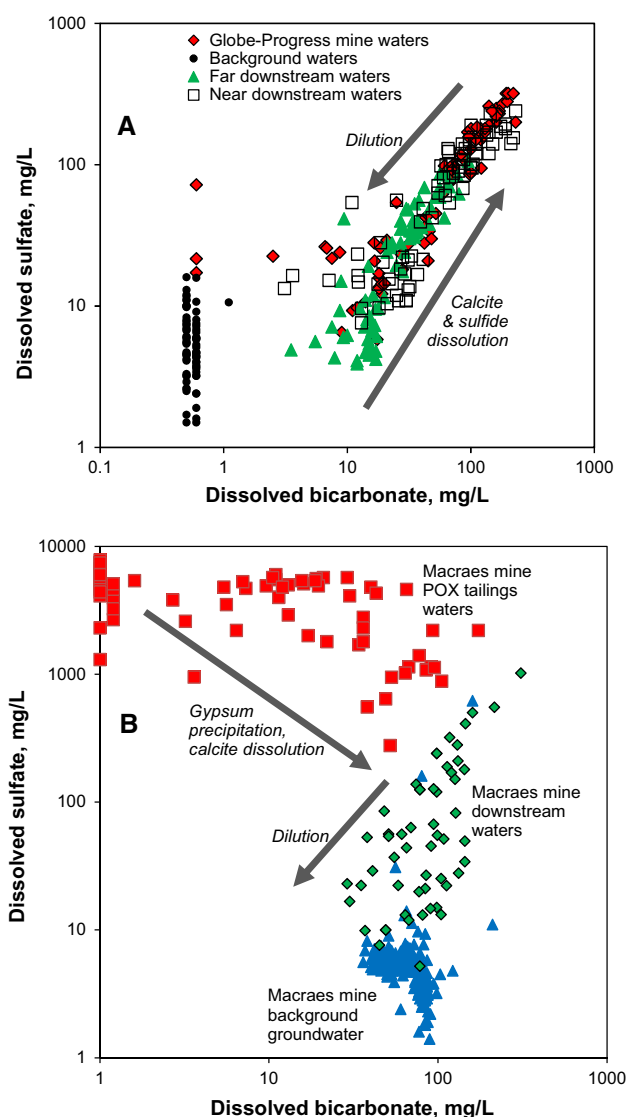 1000
100
10
1
0.1
1
10
100
1000
Dissolved sulfate, mg/L
Dissolved bicarbonate, mg/L
A
Globe-Progress mine waters
Background waters
Far downstream waters
Near downstream waters
Dilution
Calcite
& sulfide
dissolution
10000
1000
100
10
1
1
10
100
1000
Dissolved sulfate, mg/L
Dissolved bicarbonate, mg/L
B
Macraes mine
POX tailings
waters
Gypsum
precipitation,
calcite dissolution
Dilution
Macraes mine
downstream
waters
Macraes mine
background
groundwater